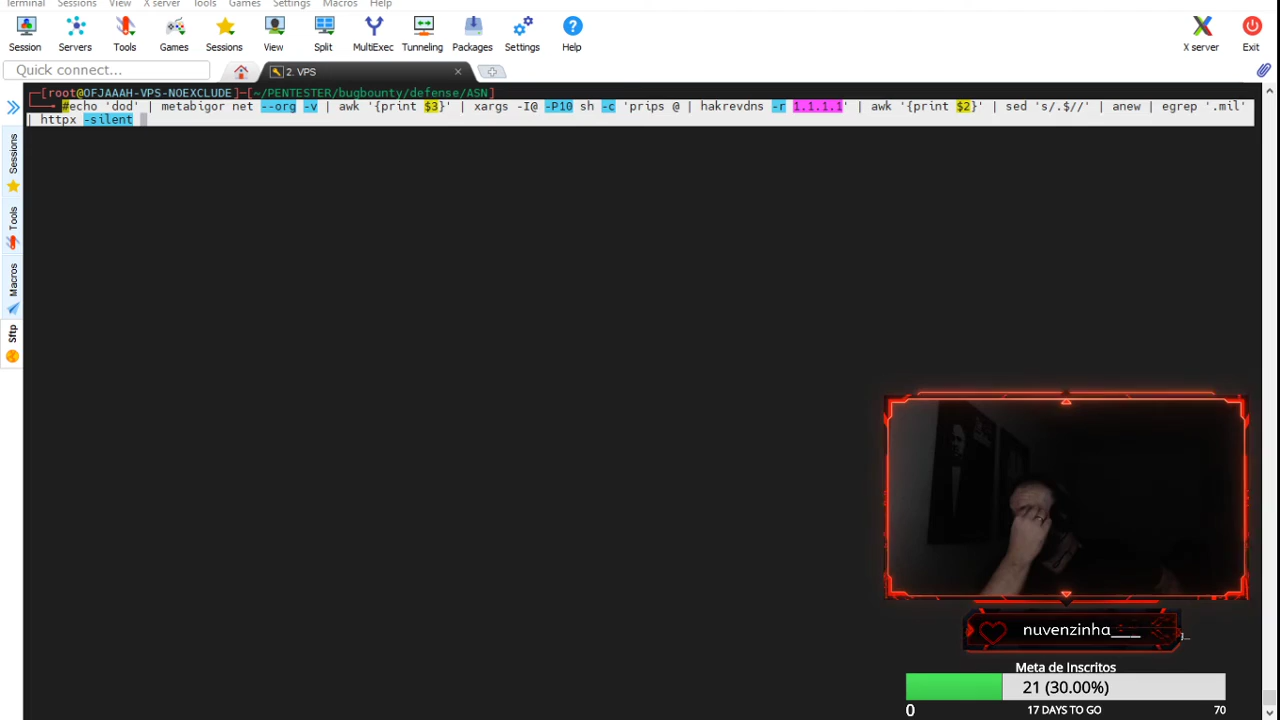 Terminal Sessions View X server Tools Games Settings Macros Help
Session Servers Tools Games Sessions View Split MultiExec Tunneling Packages Settings Help X server Exit
Quick connect... 2. VPS
Sessions
Tools
Macros
Sftp
[root@OFJAAAH-VPS-NOEXCLUDE]-[~/PENTESTER/bugbounty/defense/ASN]
#echo 'dod' | metabigor net --org -v | awk '{print $3}' | xargs -I@ -P10 sh -c 'prips @ | hakrevdns -r 1.1.1.1' | awk '{print $2}' | sed 's/.$//' | anew | egrep '.mil'
| httpx -silent
nuvenzinha___
Meta de Inscritos
21 (30.00%)
0 17 DAYS TO GO 70